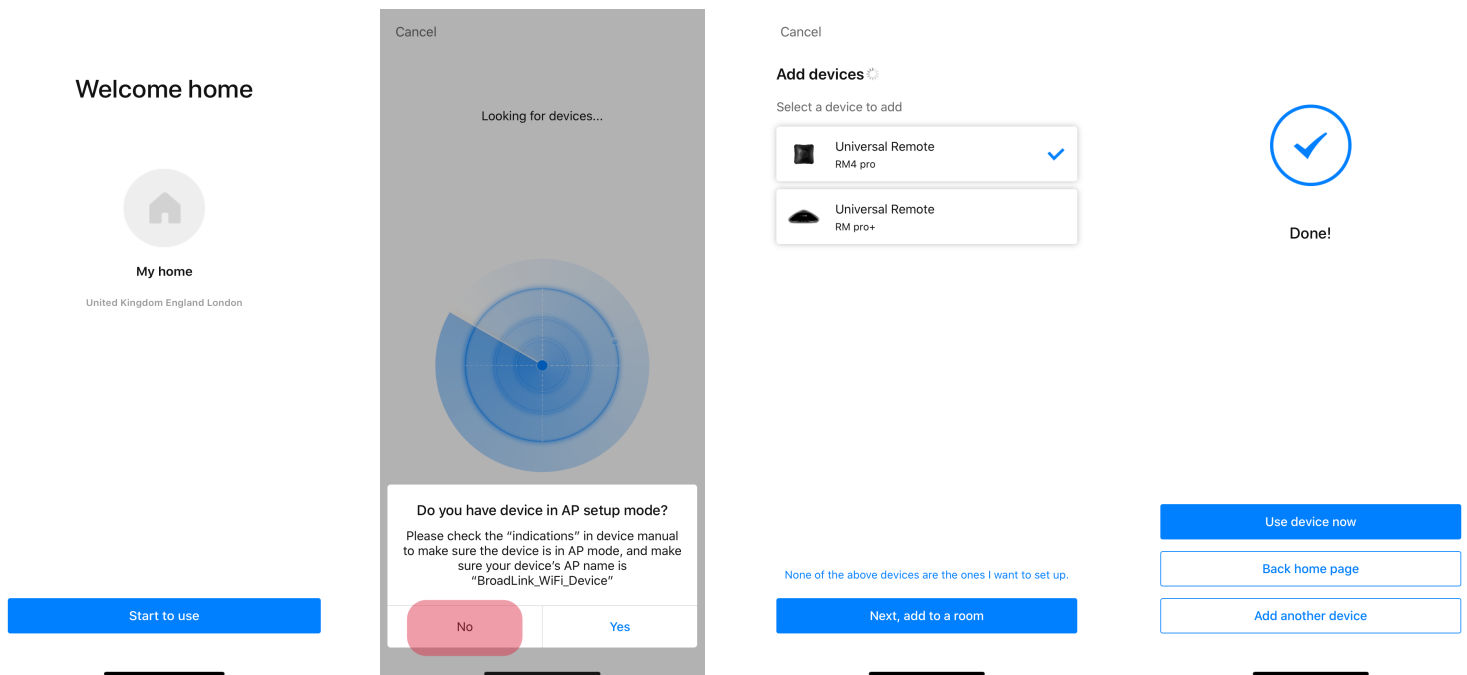 Welcome home
My home
United Kingdom England London
Start to use
Cancel
Looking for devices...
Do you have device in AP setup mode?
Please check the “indications” in device manual
to make sure the device is in AP mode, and make
sure your device’s AP name is
“BroadLink_WiFi_Device”
No
Yes
Cancel
Add devices
Select a device to add
Universal Remote
RM4 pro
Universal Remote
RM pro+
None of the above devices are the ones I want to set up.
Next, add to a room
Done!
Use device now
Back home page
Add another device